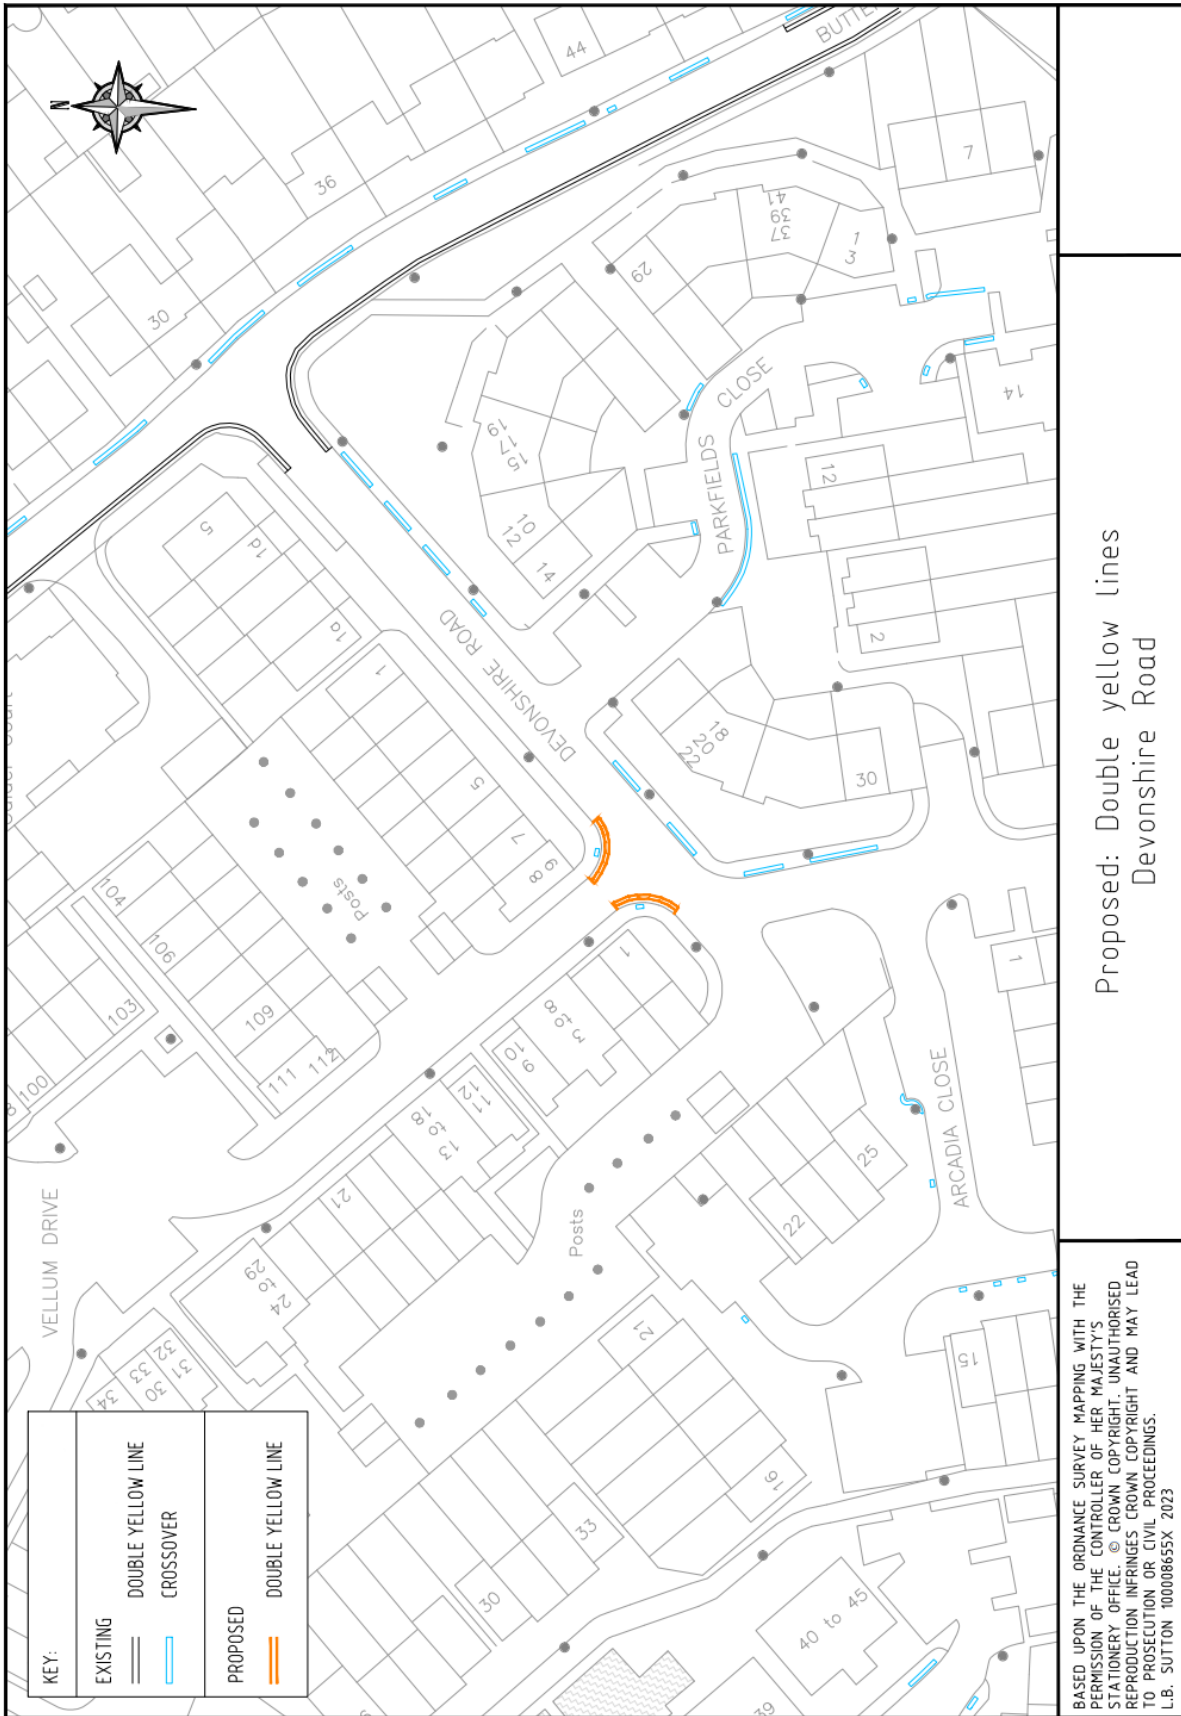 N
44
BUTTE
36
30
7
41
39
37
1
3
29
CLOSE
PARKFIELDS
14
12
2
19
17
15
10
12
14
5
1d
1a
1
DEVONSHIRE ROAD
5
7
9
8
18
20
22
30
Posts
104
106
103
109
111
112
100
1
3 to 8
10
9
12
11
13 to 18
21
24 to 29
VELLUM DRIVE
32
33
31
30
34
Posts
22
25
ARCADIA CLOSE
1
15
21
16
33
30
40 to 45
39
KEY:
EXISTING
DOUBLE YELLOW LINE
CROSSOVER
PROPOSED
DOUBLE YELLOW LINE
Proposed: Double yellow lines
Devonshire Road
BASED UPON THE ORDNANCE SURVEY MAPPING WITH THE
PERMISSION OF THE CONTROLLER OF HER MAJESTY'S
STATIONERY OFFICE. © CROWN COPYRIGHT. UNAUTHORISED
REPRODUCTION INFRINGES CROWN COPYRIGHT AND MAY LEAD
TO PROSECUTION OR CIVIL PROCEEDINGS.
L.B. SUTTON 100008655X 2023